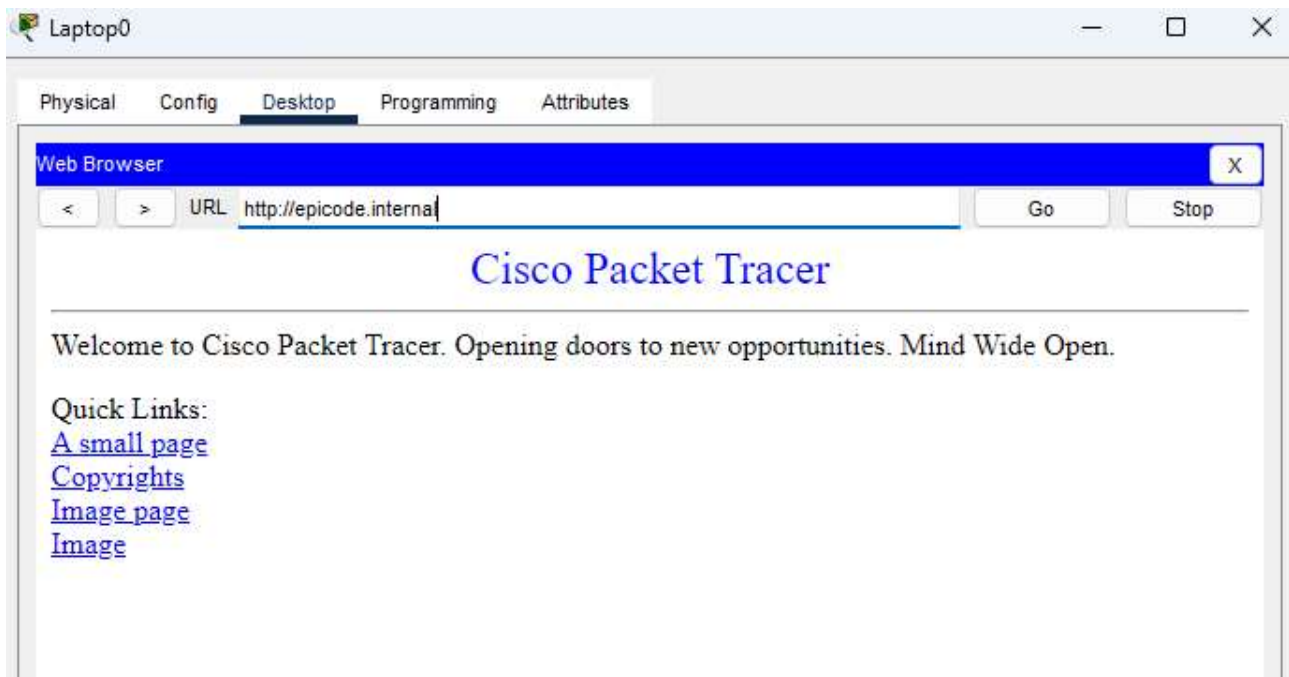 Laptop0
Physical Config Desktop Programming Attributes
Web Browser X
< > URL http://epicode.internal Go Stop
Cisco Packet Tracer
Welcome to Cisco Packet Tracer. Opening doors to new opportunities. Mind Wide Open.
Quick Links:
A small page
Copyrights
Image page
Image